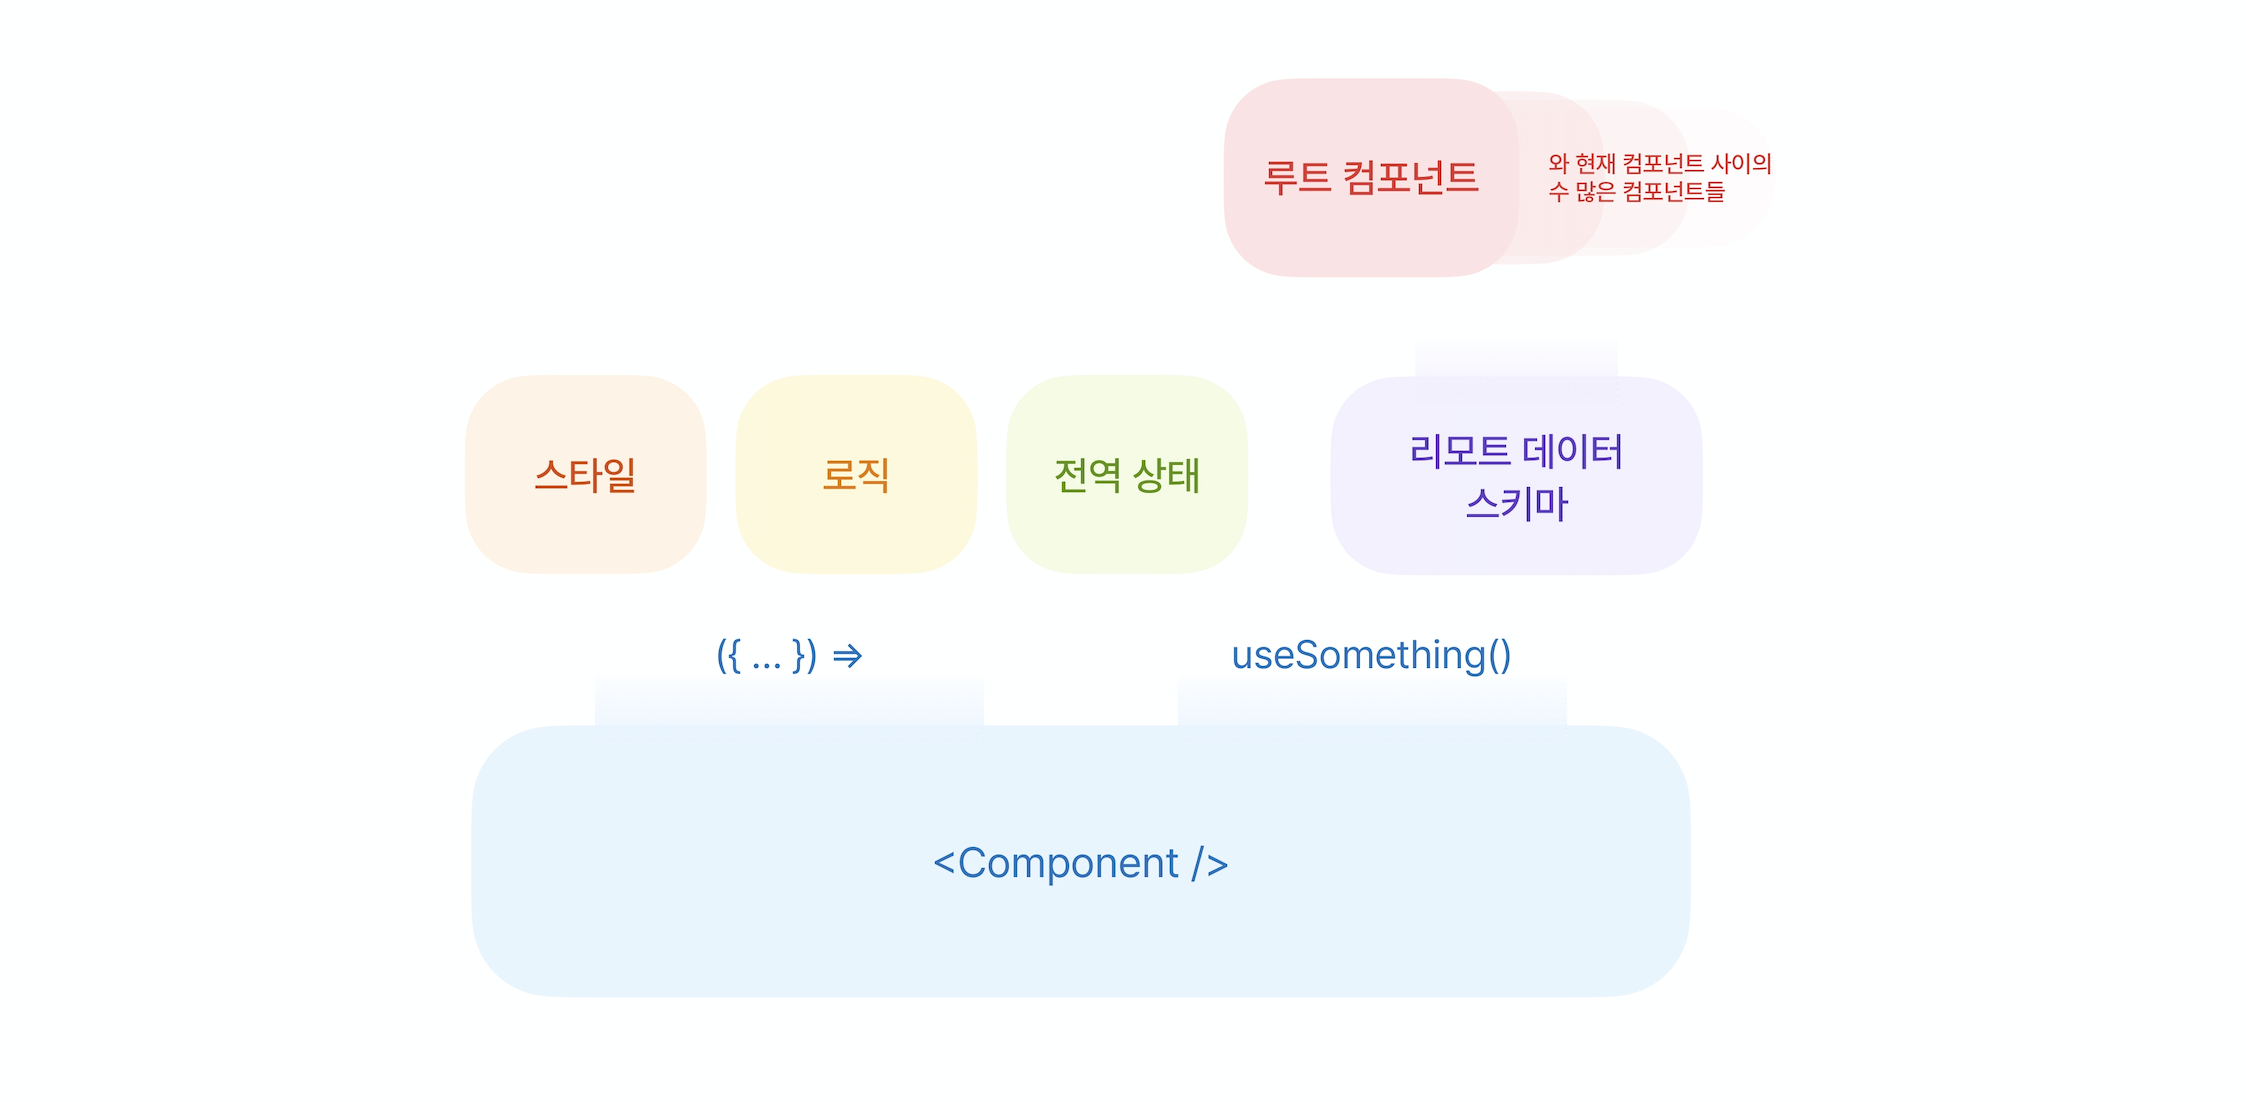 루트 컴포넌트
와 현재 컴포넌트 사이의
수 많은 컴포넌트들
스타일
로직
전역 상태
리모트 데이터
스키마
({ ... }) ⇒
useSomething()
<Component />